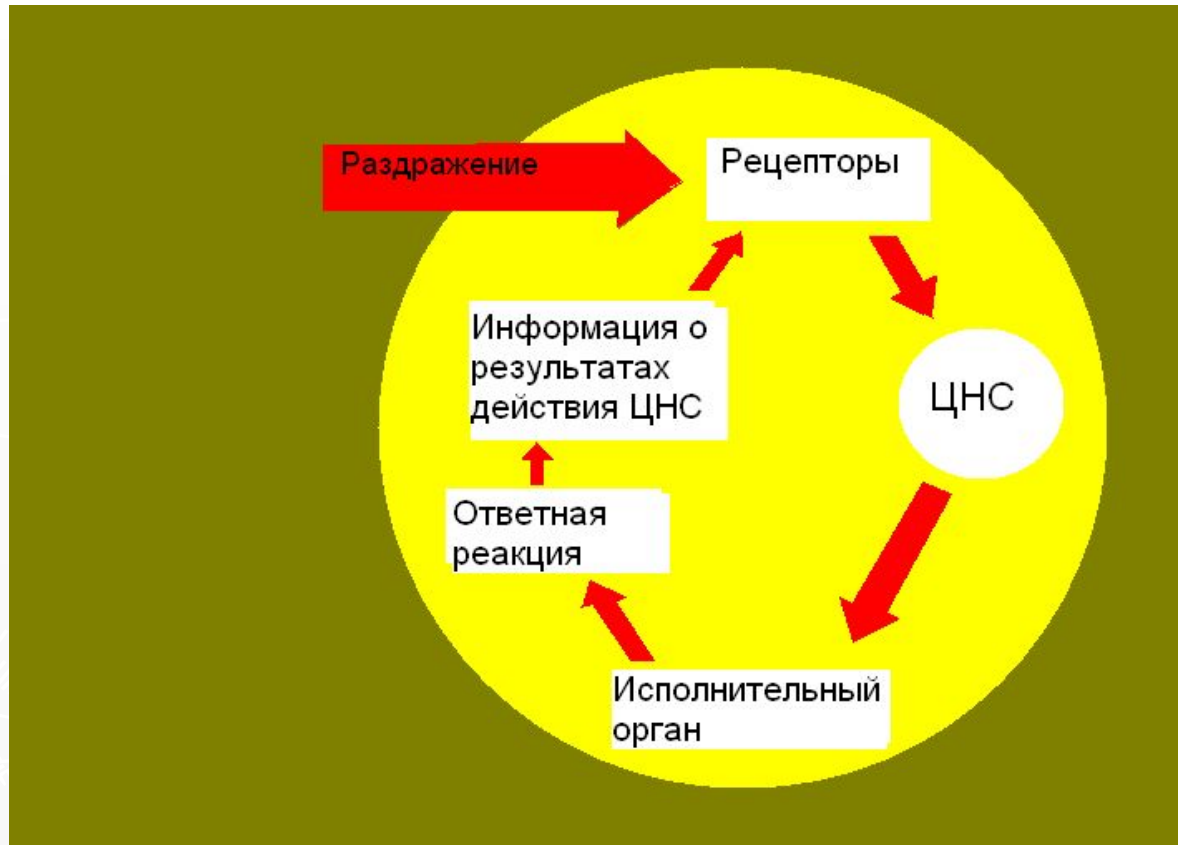 Раздражение
Рецепторы
Информация о
результатах
действия ЦНС
ЦНС
Ответная
реакция
Исполнительный
орган